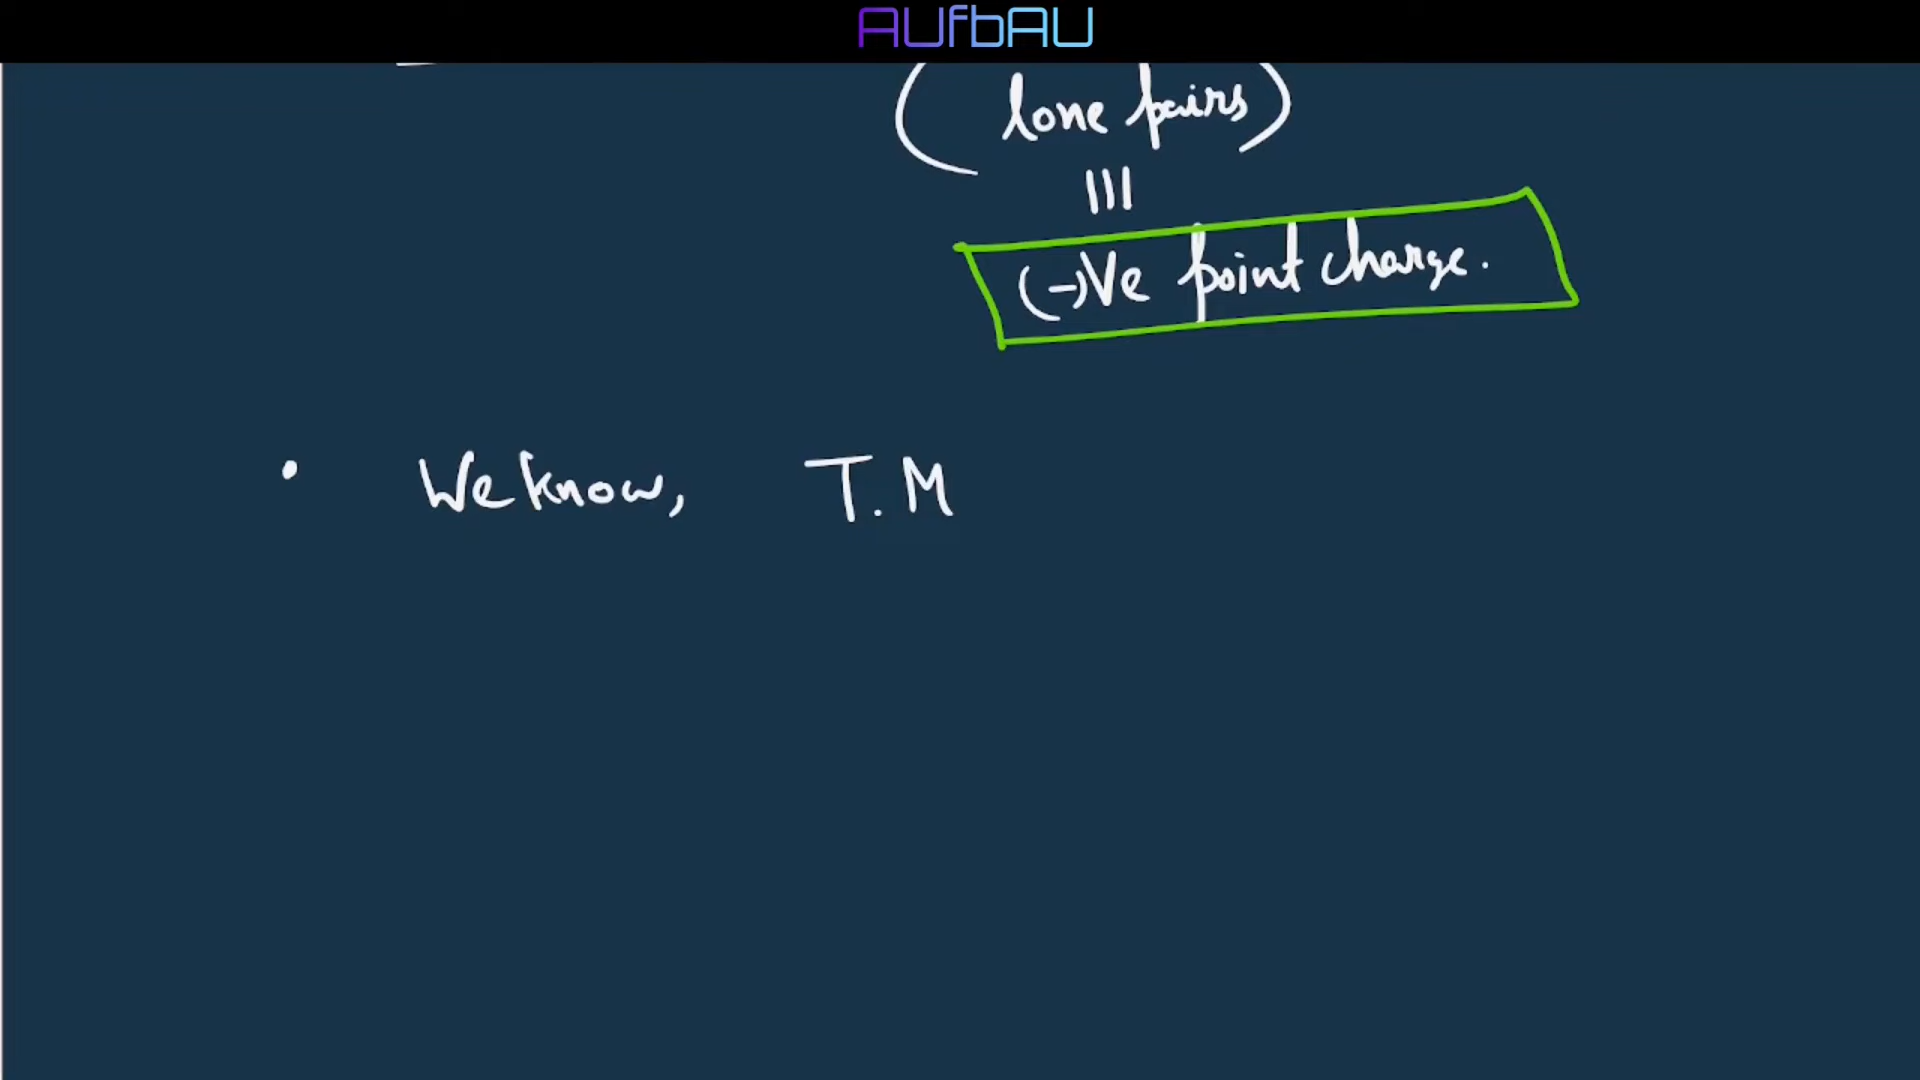 AUfbAU
(lone pairs)
|||
(-)Ve point charge.
• We know, T.M